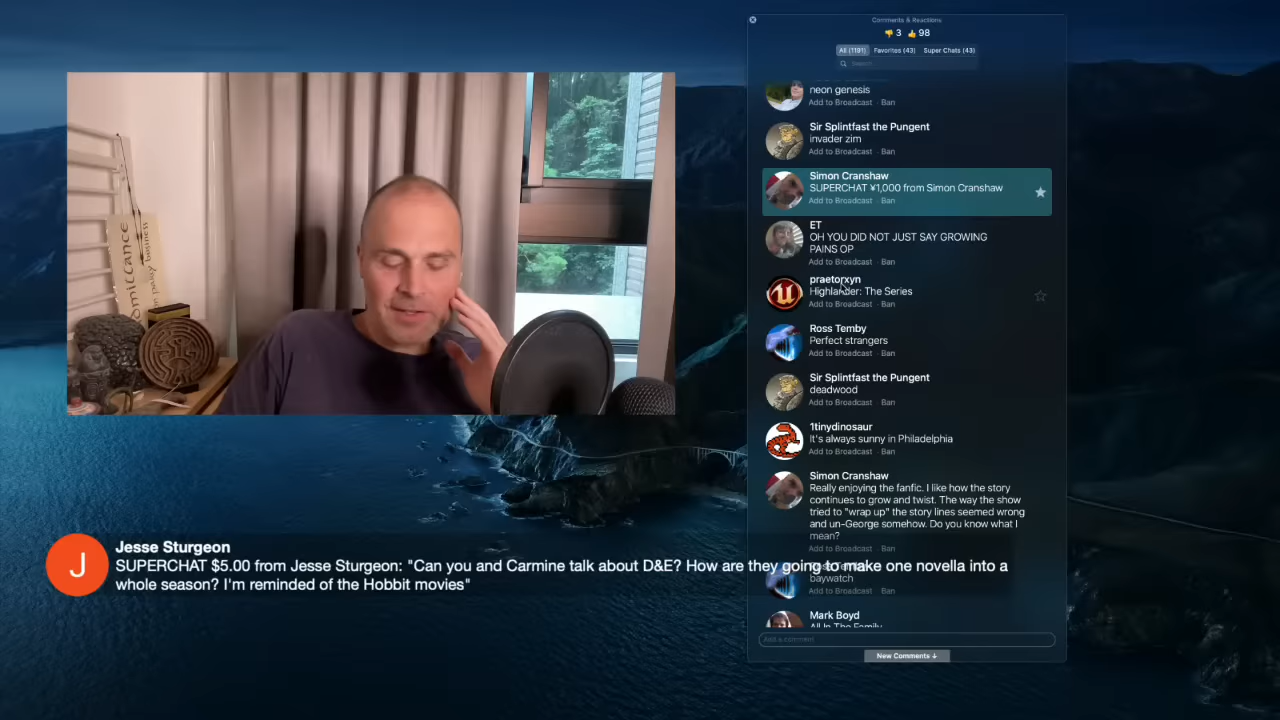 Comments & Reactions
👎 3 👍 98
All (1191) Favorites (43) Super Chats (43)
Search
neon genesis
Add to Broadcast · Ban
Sir Splintfast the Pungent
invader zim
Add to Broadcast · Ban
Simon Cranshaw
SUPERCHAT ¥1,000 from Simon Cranshaw
Add to Broadcast · Ban
ET
OH YOU DID NOT JUST SAY GROWING
PAINS OP
Add to Broadcast · Ban
praetorxyn
Highlander: The Series
Add to Broadcast · Ban
Ross Temby
Perfect strangers
Add to Broadcast · Ban
Sir Splintfast the Pungent
deadwood
Add to Broadcast · Ban
1tinydinosaur
It's always sunny in Philadelphia
Add to Broadcast · Ban
Simon Cranshaw
Really enjoying the fanfic. I like how the story
continues to grow and twist. The way the show
tried to "wrap up" the story lines seemed wrong
and un-George somehow. Do you know what I
mean?
Add to Broadcast · Ban
baywatch
Add to Broadcast · Ban
Mark Boyd
All In The Family
Add a comment
New Comments ↓
J
Jesse Sturgeon
SUPERCHAT $5.00 from Jesse Sturgeon: "Can you and Carmine talk about D&E? How are they going to make one novella into a
whole season? I'm reminded of the Hobbit movies"